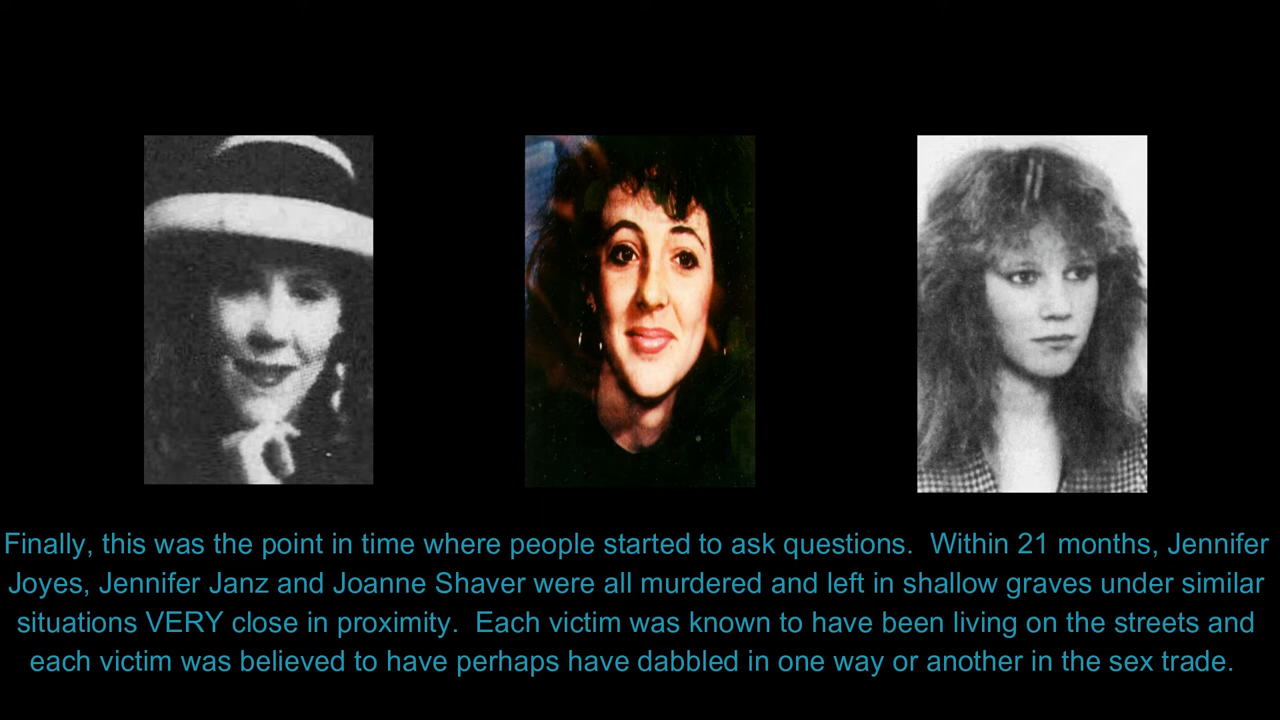 Finally, this was the point in time where people started to ask questions.  Within 21 months, Jennifer
Joyes, Jennifer Janz and Joanne Shaver were all murdered and left in shallow graves under similar
situations VERY close in proximity.  Each victim was known to have been living on the streets and
each victim was believed to have perhaps have dabbled in one way or another in the sex trade.